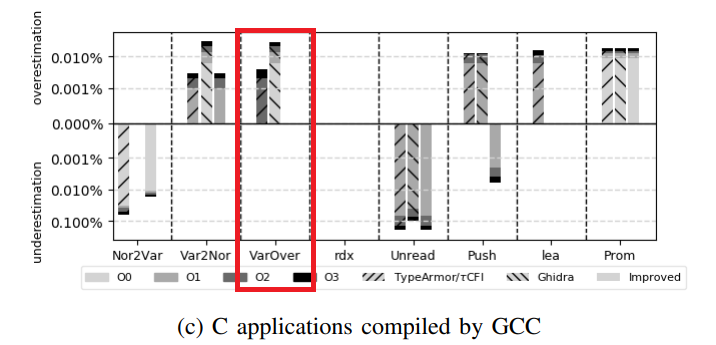 overestimation
0.010%
0.001%
0.000%
underestimation
0.001%
0.010%
0.100%
Nor2Var Var2Nor VarOver rdx Unread Push lea Prom
O0 O1 O2 O3 TypeArmor/τCFI Ghidra Improved
(c) C applications compiled by GCC